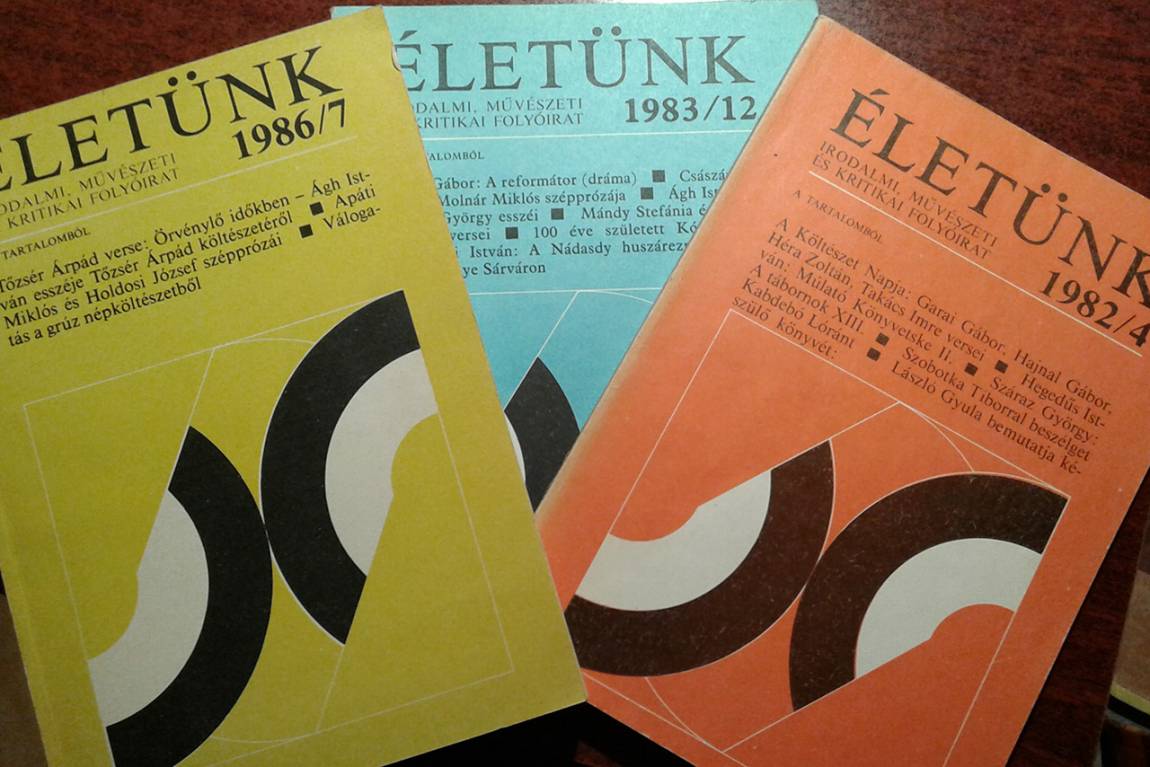 ÉLETÜNK
1986/7
IRODALMI, MŰVÉSZETI
KRITIKAI FOLYÓIRAT
TARTALOMBÓL
Tőzsér Árpád verse: Örvénylő időkben – Ágh Ist-
ván esszéje Tőzsér Árpád költészetéről ■ Apáti
Miklós és Holdosi József szépprózái ■ Váloga-
tás a grúz népköltészetből
ÉLETÜNK
IRODALMI, MŰVÉSZETI
KRITIKAI FOLYÓIRAT
1983/12
TARTALOMBÓL
Gábor: A reformátor (dráma) ■ Császá
Molnár Miklós szépprózája ■ Ágh Ist
György esszéi ■ Mándy Stefánia é
versei ■ 100 éve született Kó
István: A Nádasdy huszárez
ye Sárváron
ÉLETÜNK
IRODALMI, MŰVÉSZETI
ÉS KRITIKAI FOLYÓIRAT
1982/4
A TARTALOMBÓL
A Költészet Napja: Garai Gábor, Hajnal Gábor,
Héra Zoltán, Takács Imre versei ■ Hegedűs Ist-
ván: Mulató Könyvetske II. ■ Száraz György:
A tábornok XIII. ■ Szobotka Tiborral beszélget
Kabdebó Lóránt ■ László Gyula bemutatja ké-
szülő könyvét: